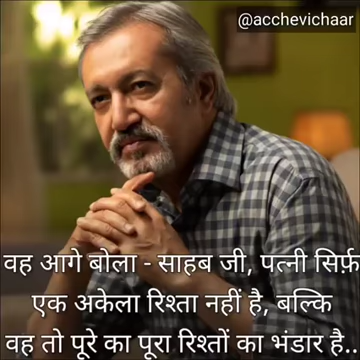 @acchevichaar
वह आगे बोला - साहब जी, पत्नी सिर्फ़
एक अकेला रिश्ता नहीं है, बल्कि
वह तो पूरे का पूरा रिश्तों का भंडार है..